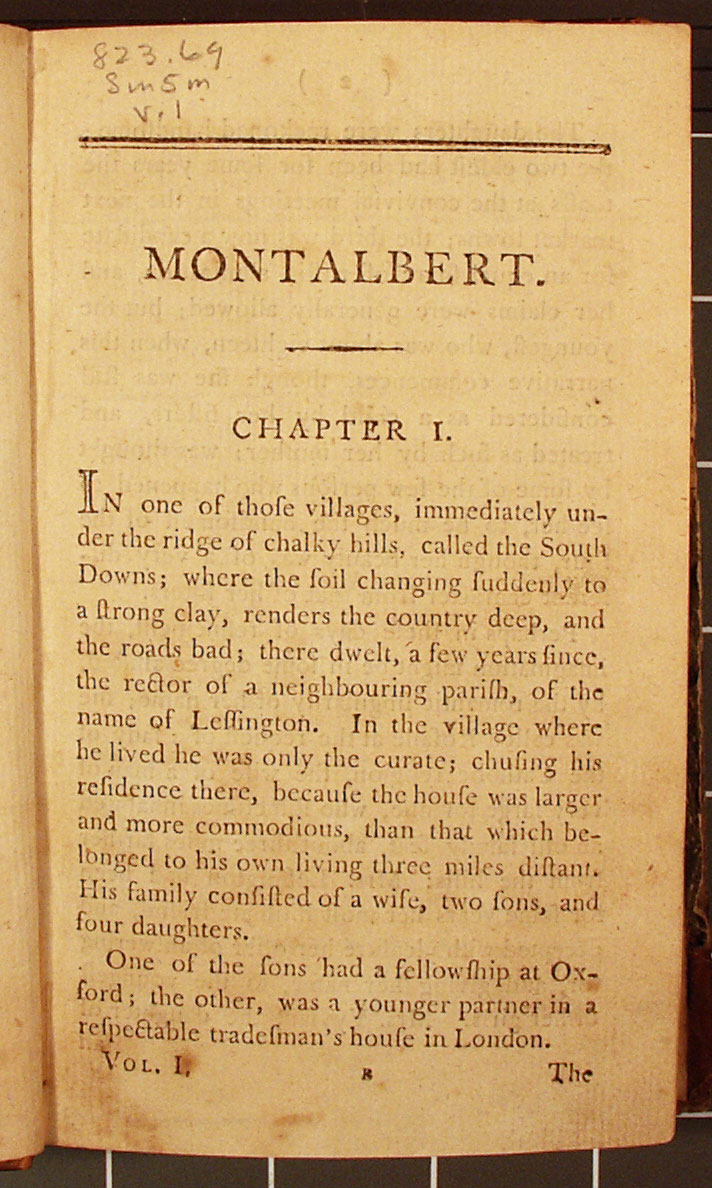 823.69
Sm5m
v.1
( 2 )
MONTALBERT.
CHAPTER I.
IN one of thoſe villages, immediately un-
der the ridge of chalky hills, called the South
Downs; where the ſoil changing ſuddenly to
a ſtrong clay, renders the country deep, and
the roads bad; there dwelt, a few years ſince,
the rector of a neighbouring pariſh, of the
name of Leſſington. In the village where
he lived he was only the curate; chuſing his
reſidence there, becauſe the houſe was larger
and more commodious, than that which be-
longed to his own living three miles diſtant.
His family conſiſted of a wife, two ſons, and
four daughters.
One of the ſons had a fellowſhip at Ox-
ford; the other, was a younger partner in a
reſpectable tradeſman's houſe in London.
VOL. I. B The